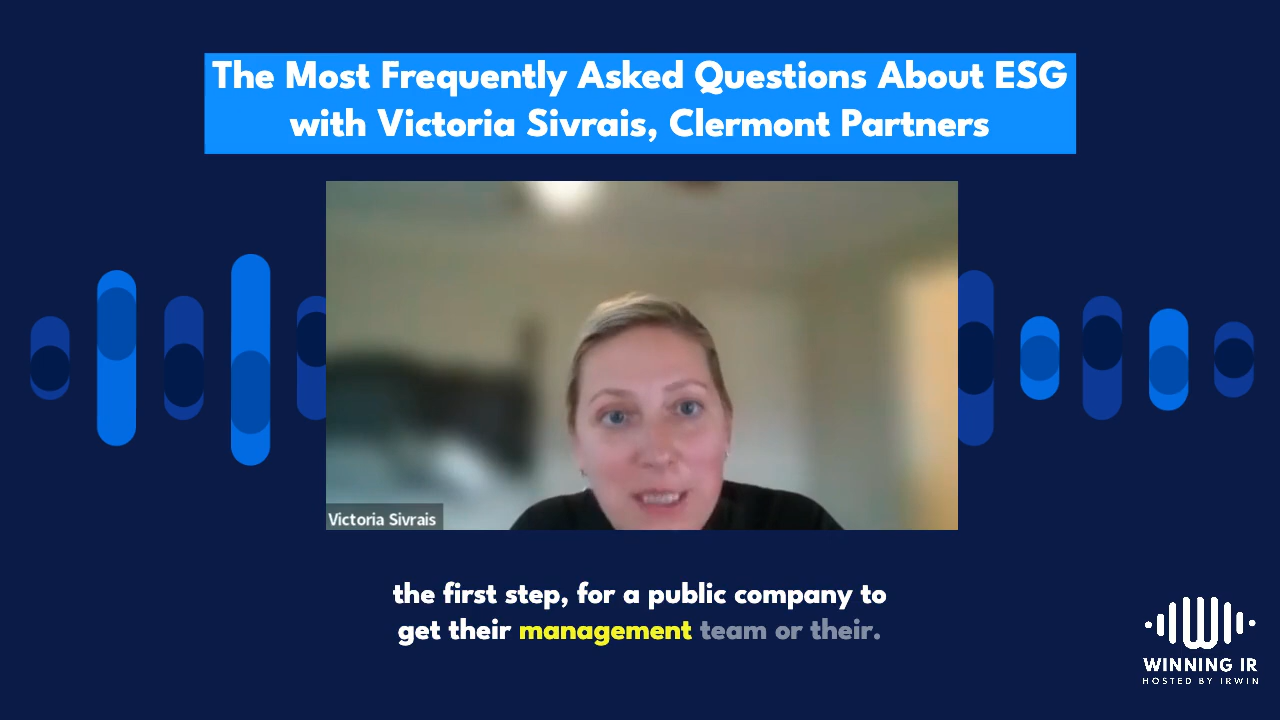 The Most Frequently Asked Questions About ESG
with Victoria Sivrais, Clermont Partners
Victoria Sivrais
the first step, for a public company to
get their management team or their.
WINNING IR
HOSTED BY IRWIN